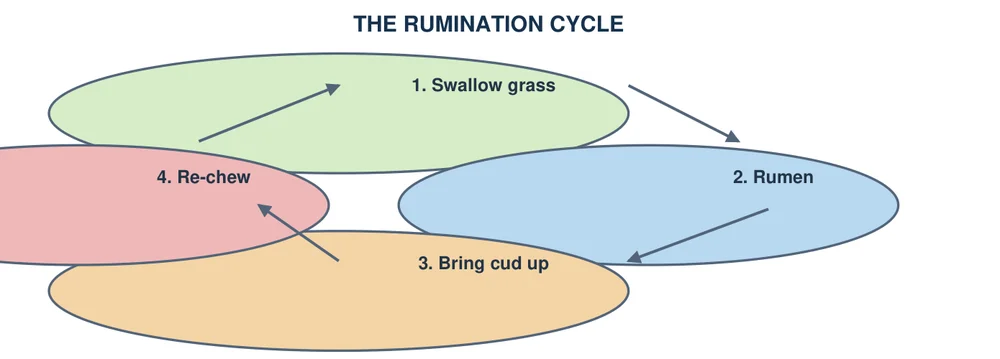 THE RUMINATION CYCLE
1. Swallow grass
2. Rumen
3. Bring cud up
4. Re-chew